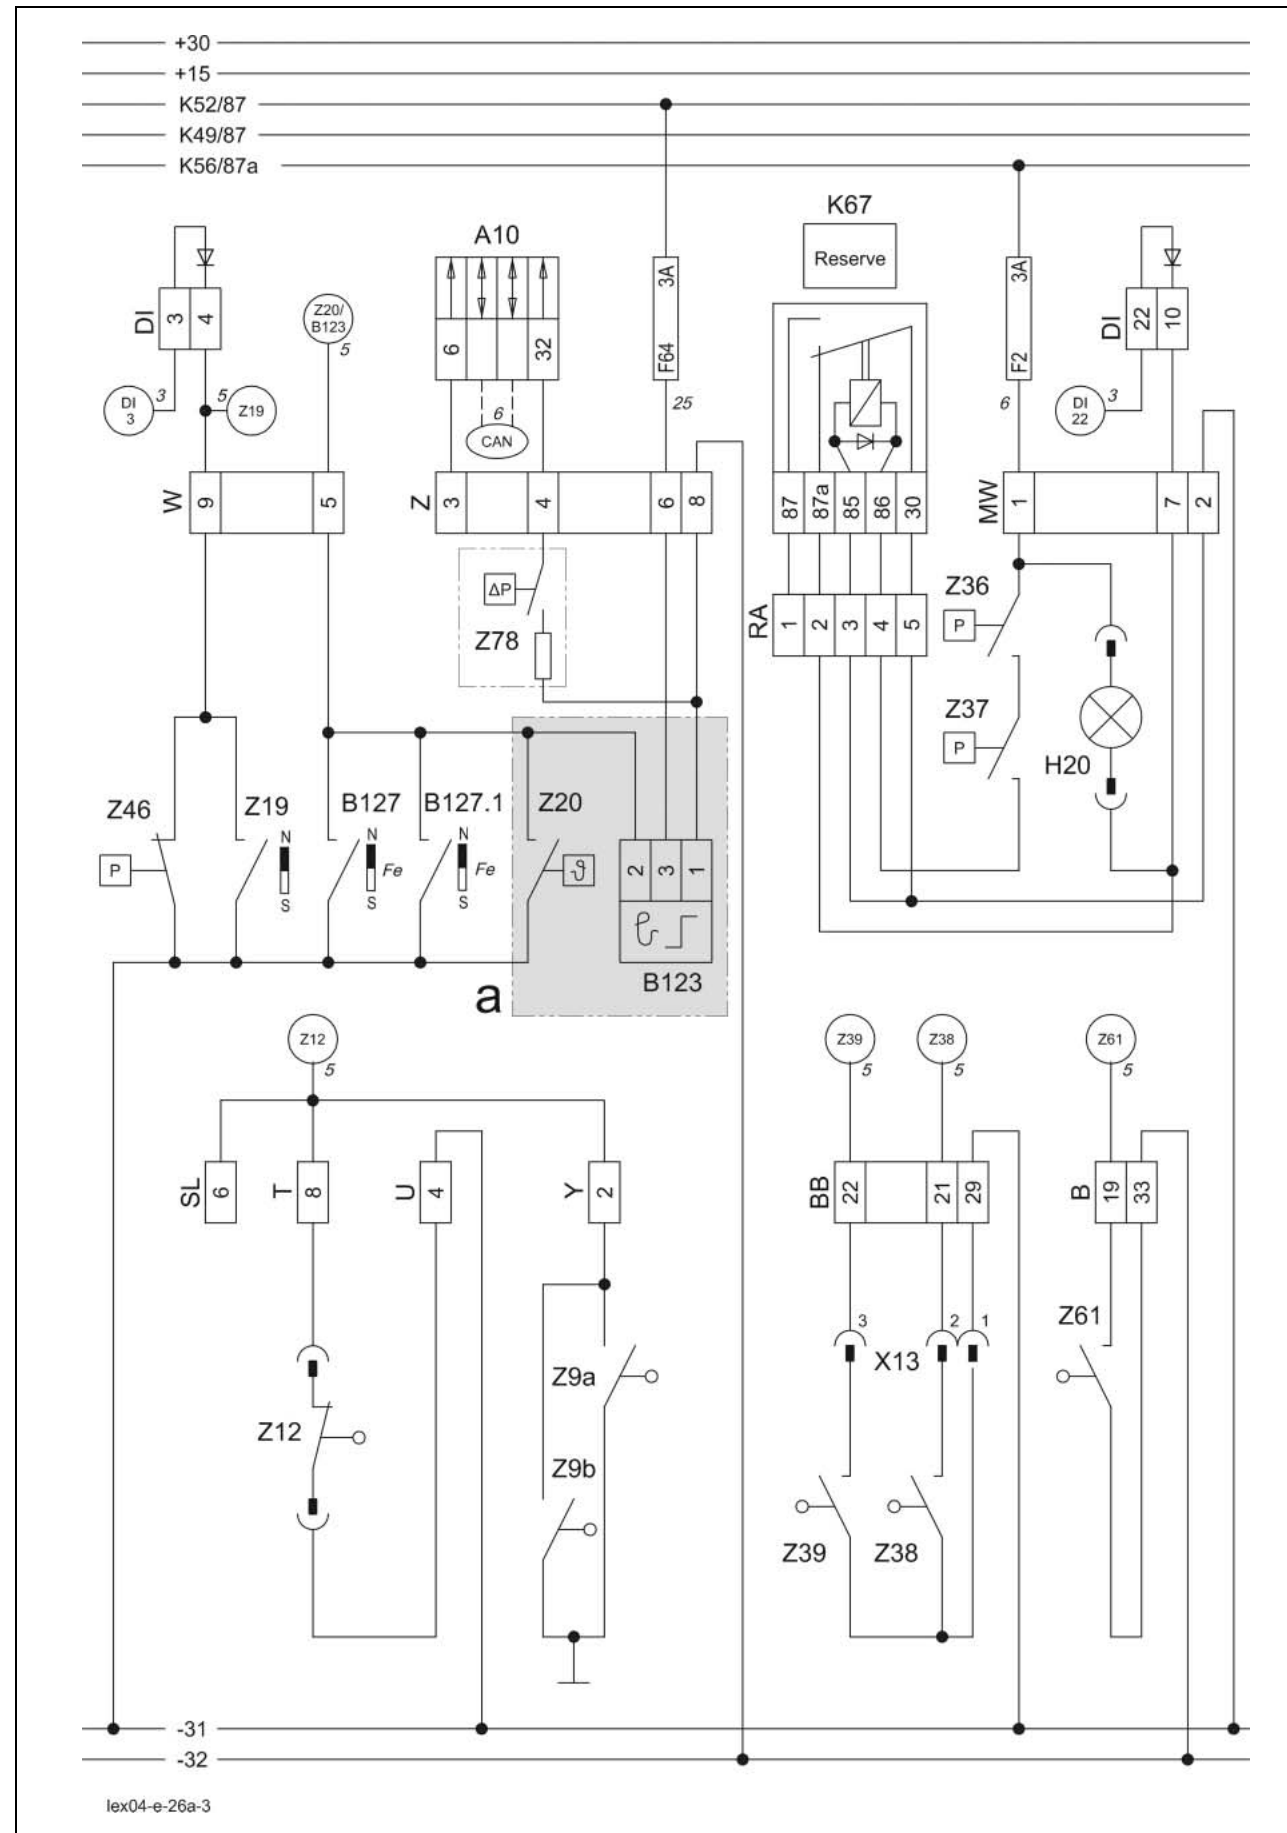 +30
+15
K52/87
K49/87
K56/87a
K67
Reserve
A10
DI
3
4
Z20/
B123
5
6
32
3A
F64
25
3A
F2
6
DI
22
10
DI
3
3
5
Z19
6
CAN
DI
22
3
W
9
5
Z
3
4
6
8
87
87a
85
86
30
MW
1
7
2
ΔP
Z78
RA
1
2
3
4
5
Z36
P
Z37
P
H20
Z46
P
Z19
N
S
B127
N
Fe
S
B127.1
N
Fe
S
Z20
ϑ
2
3
1
B123
a
Z12
5
Z39
5
Z38
5
Z61
5
SL
6
T
8
U
4
Y
2
BB
22
21
29
B
19
33
3
2
1
X13
Z61
Z9a
Z12
Z9b
Z39
Z38
-31
-32
lex04-e-26a-3